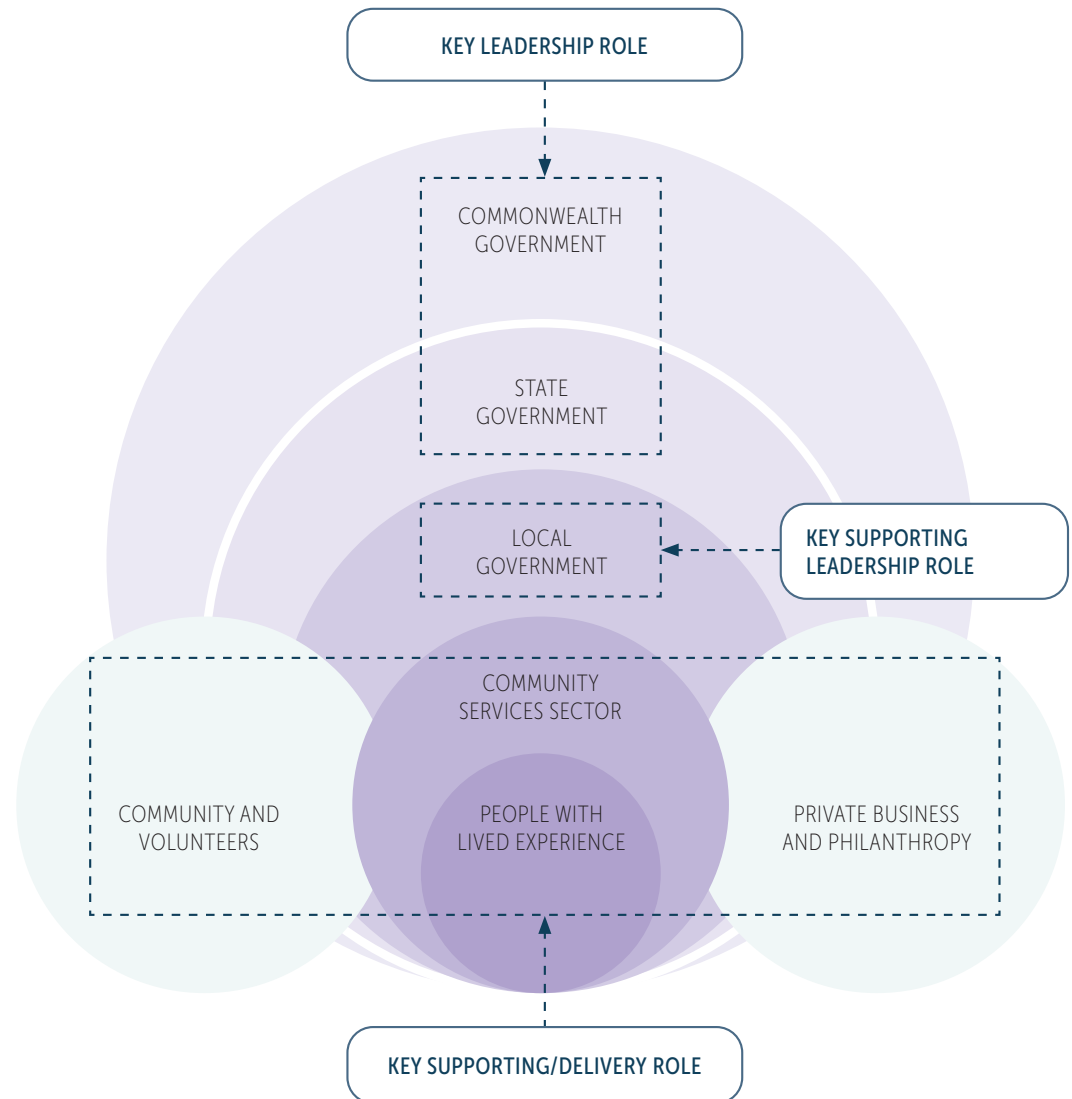 KEY LEADERSHIP ROLE
COMMONWEALTH
GOVERNMENT
STATE
GOVERNMENT
LOCAL
GOVERNMENT
KEY SUPPORTING
LEADERSHIP ROLE
COMMUNITY
SERVICES SECTOR
COMMUNITY AND
VOLUNTEERS
PEOPLE WITH
LIVED EXPERIENCE
PRIVATE BUSINESS
AND PHILANTHROPY
KEY SUPPORTING/DELIVERY ROLE